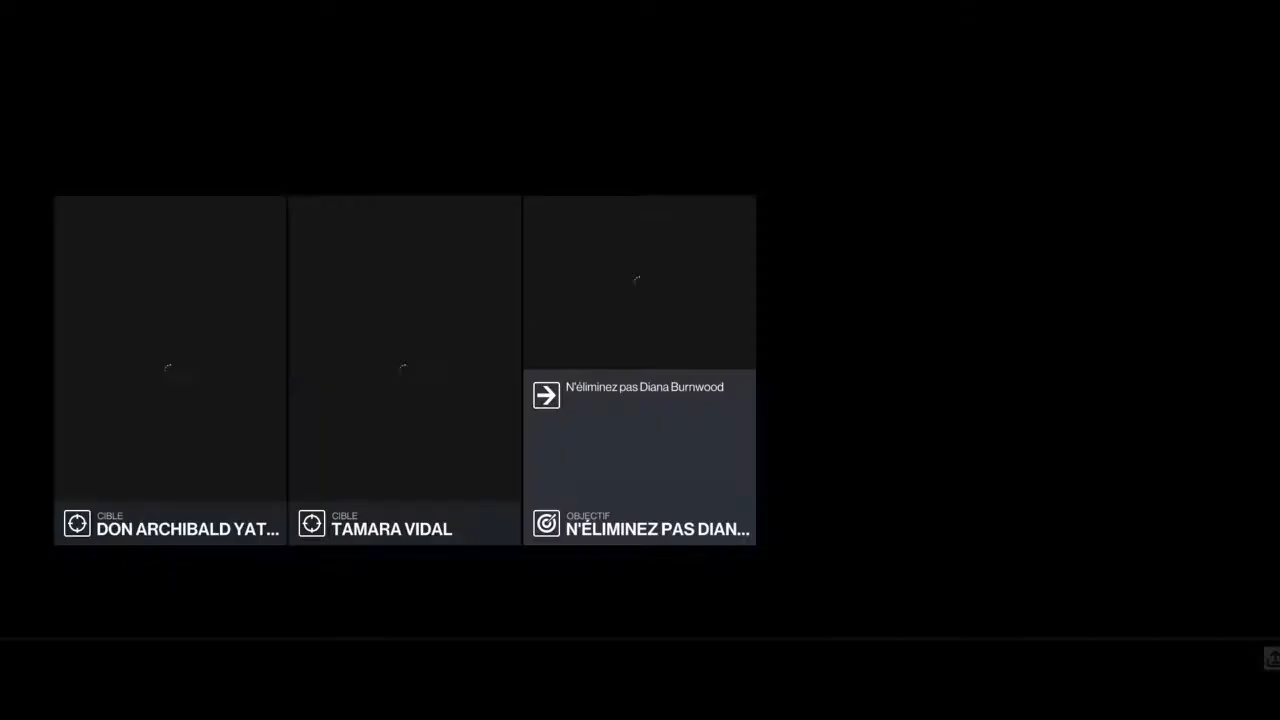 N'éliminez pas Diana Burnwood
CIBLE
DON ARCHIBALD YAT...
CIBLE
TAMARA VIDAL
OBJECTIF
N'ÉLIMINEZ PAS DIAN...